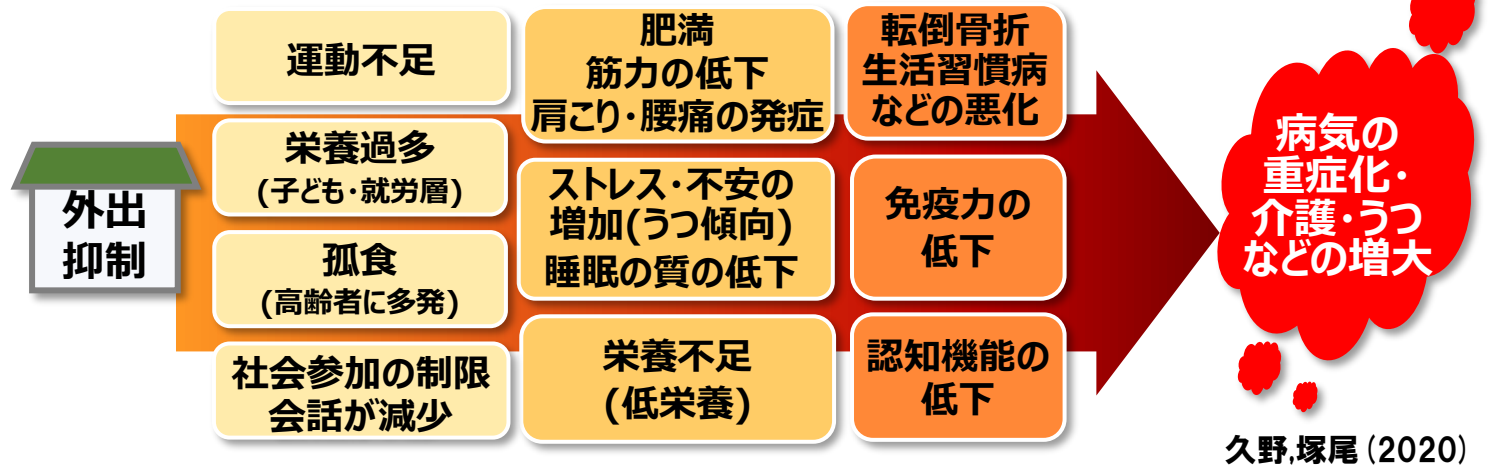 外出
抑制
運動不足
栄養過多
(子ども・就労層)
孤食
(高齢者に多発)
社会参加の制限
会話が減少
肥満
筋力の低下
肩こり・腰痛の発症
ストレス・不安の
増加(うつ傾向)
睡眠の質の低下
栄養不足
(低栄養)
転倒骨折
生活習慣病
などの悪化
免疫力の
低下
認知機能の
低下
病気の
重症化・
介護・うつ
などの増大
久野,塚尾(2020)